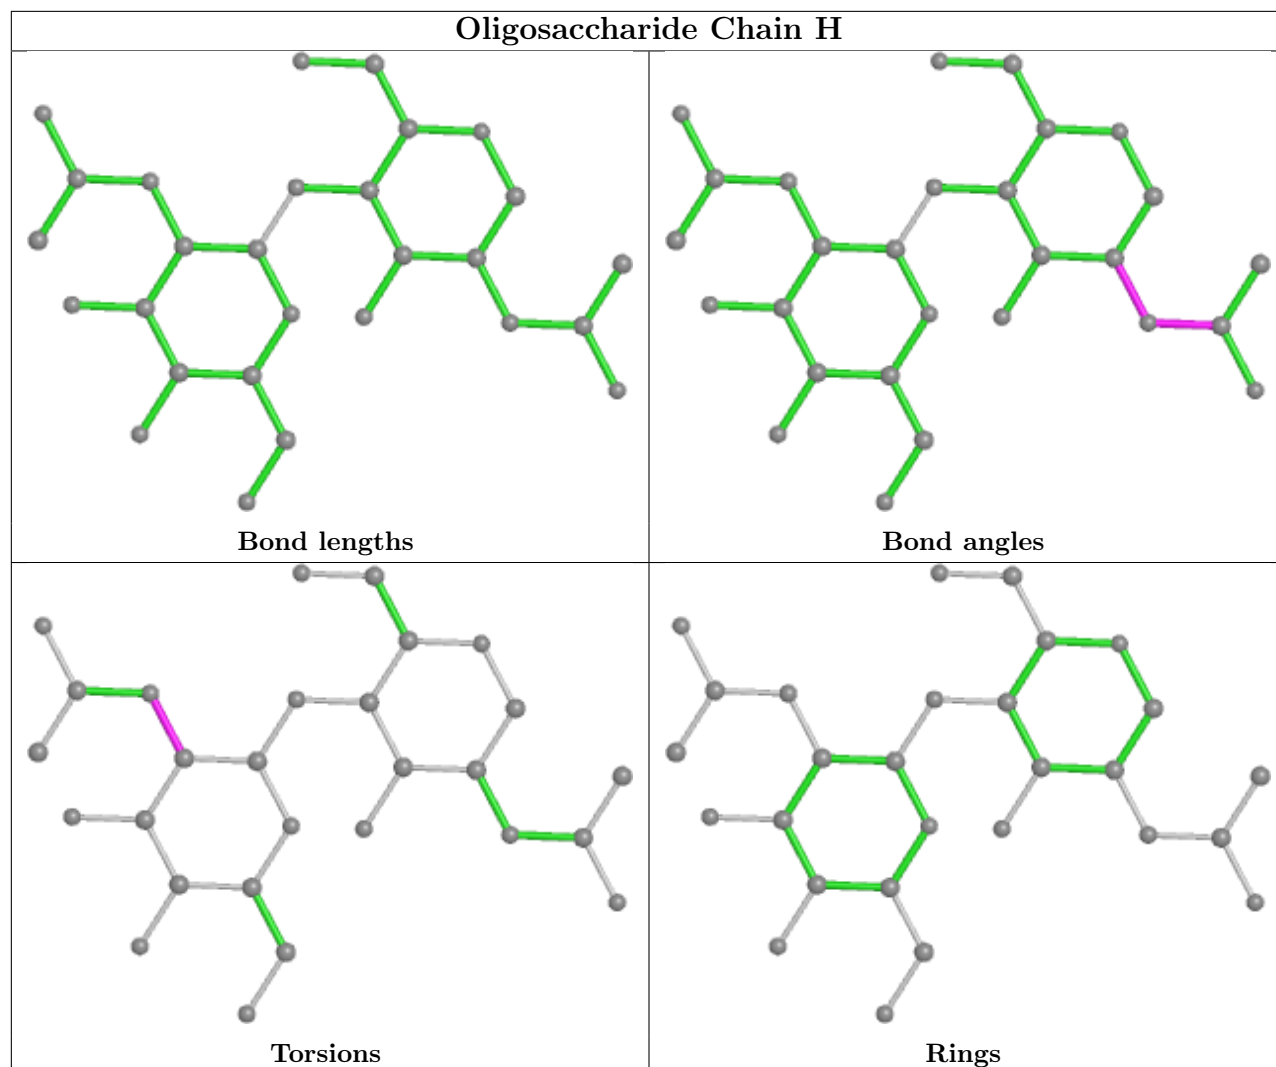 Oligosaccharide Chain H
Bond lengths
Bond angles
Torsions
Rings